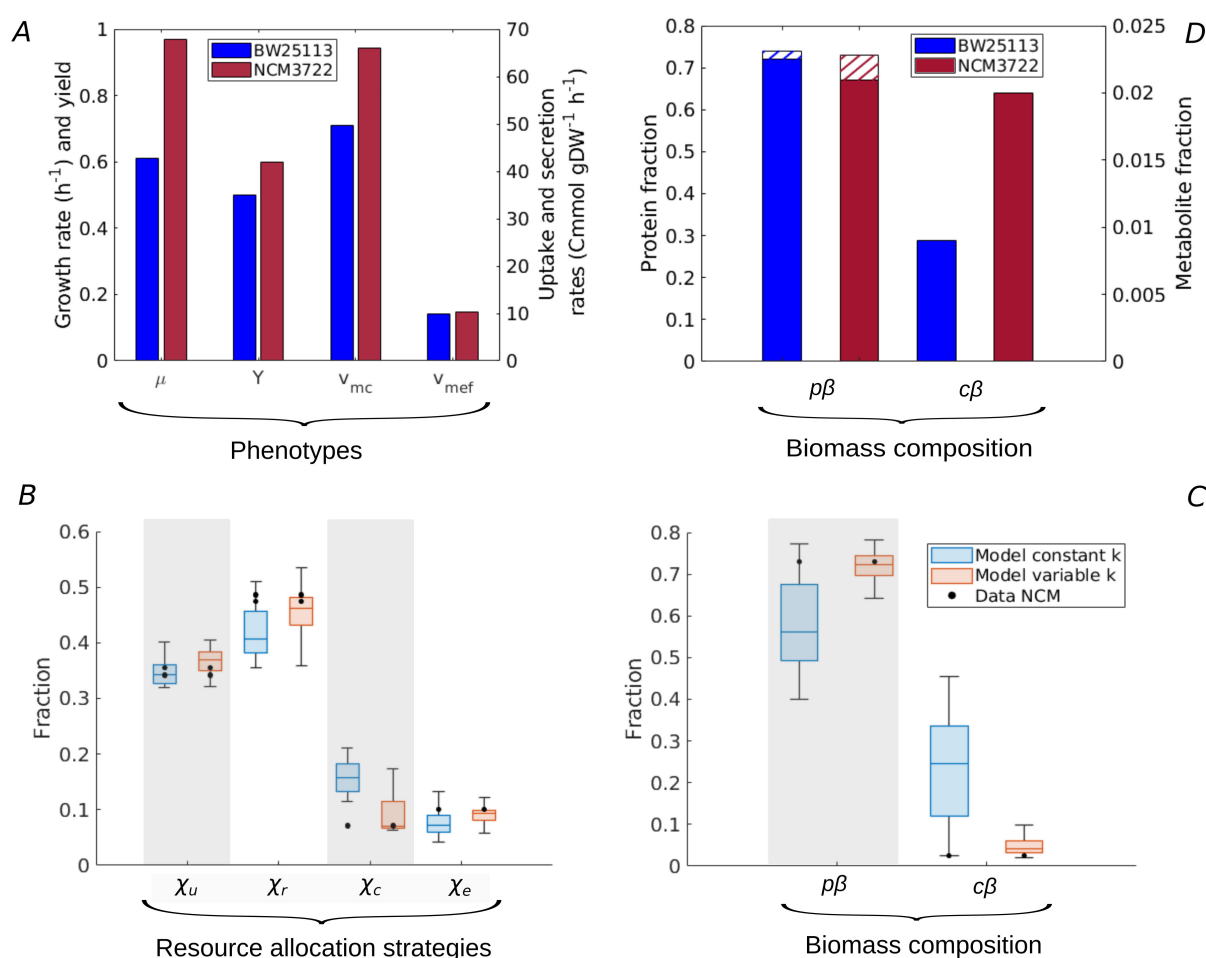 A
Growth rate (h⁻¹) and yield
1
0.8
0.6
0.4
0.2
0
BW25113
NCM3722
70
60
50
40
30
20
10
0
Uptake and secretion
rates (Cmmol gDW⁻¹ h⁻¹)
μ Y v_mc v_mef
Phenotypes
D
Protein fraction
0.8
0.7
0.6
0.5
0.4
0.3
0.2
0.1
0
BW25113
NCM3722
0.025
0.02
0.015
0.01
0.005
0
Metabolite fraction
pβ cβ
Biomass composition
B
Fraction
0.6
0.5
0.4
0.3
0.2
0.1
0
χ_u χ_r χ_c χ_e
Resource allocation strategies
C
Fraction
0.8
0.7
0.6
0.5
0.4
0.3
0.2
0.1
0
Model constant k
Model variable k
Data NCM
pβ cβ
Biomass composition